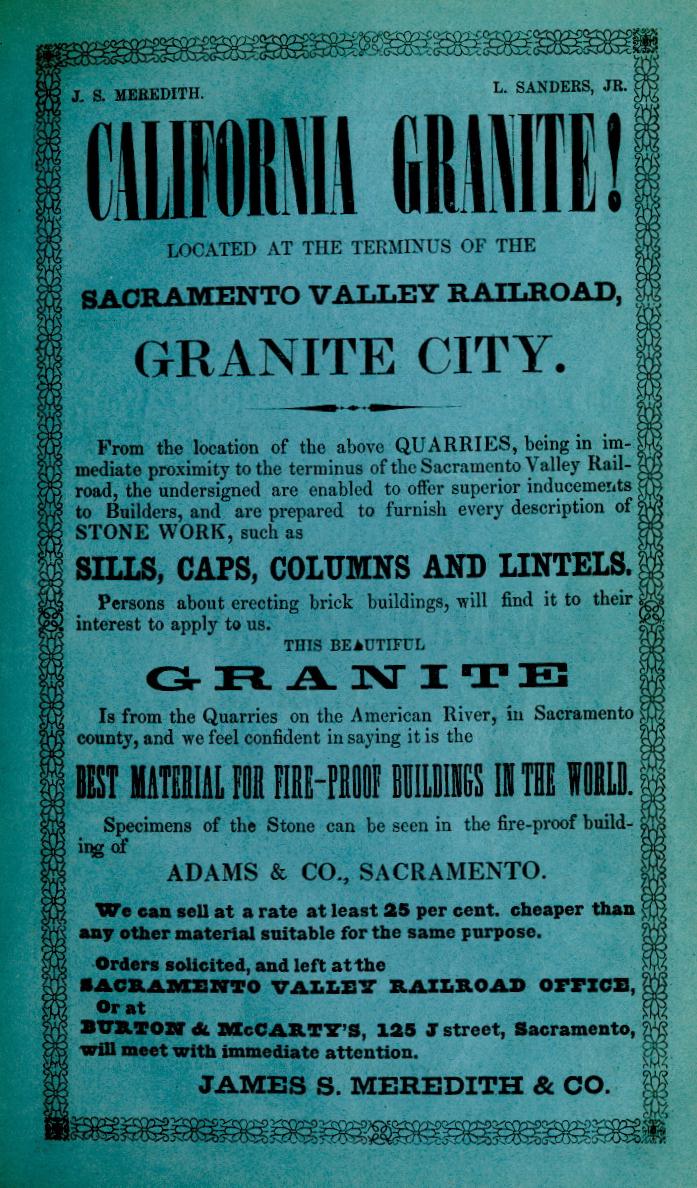 J. S. MEREDITH. L. SANDERS, JR.
CALIFORNIA GRANITE!
LOCATED AT THE TERMINUS OF THE
SACRAMENTO VALLEY RAILROAD,
GRANITE CITY.
From the location of the above QUARRIES, being in im-
mediate proximity to the terminus of the Sacramento Valley Rail-
road, the undersigned are enabled to offer superior inducements
to Builders, and are prepared to furnish every description of
STONE WORK, such as
SILLS, CAPS, COLUMNS AND LINTELS.
Persons about erecting brick buildings, will find it to their
interest to apply to us.
THIS BEAUTIFUL
GRANITE
Is from the Quarries on the American River, in Sacramento
county, and we feel confident in saying it is the
BEST MATERIAL FOR FIRE-PROOF BUILDINGS IN THE WORLD.
Specimens of the Stone can be seen in the fire-proof build-
ing of
ADAMS & CO., SACRAMENTO.
We can sell at a rate at least 25 per cent. cheaper than
any other material suitable for the same purpose.
Orders solicited, and left at the
SACRAMENTO VALLEY RAILROAD OFFICE,
Or at
BURTON & McCARTY'S, 125 J street, Sacramento,
will meet with immediate attention.
JAMES S. MEREDITH & CO.